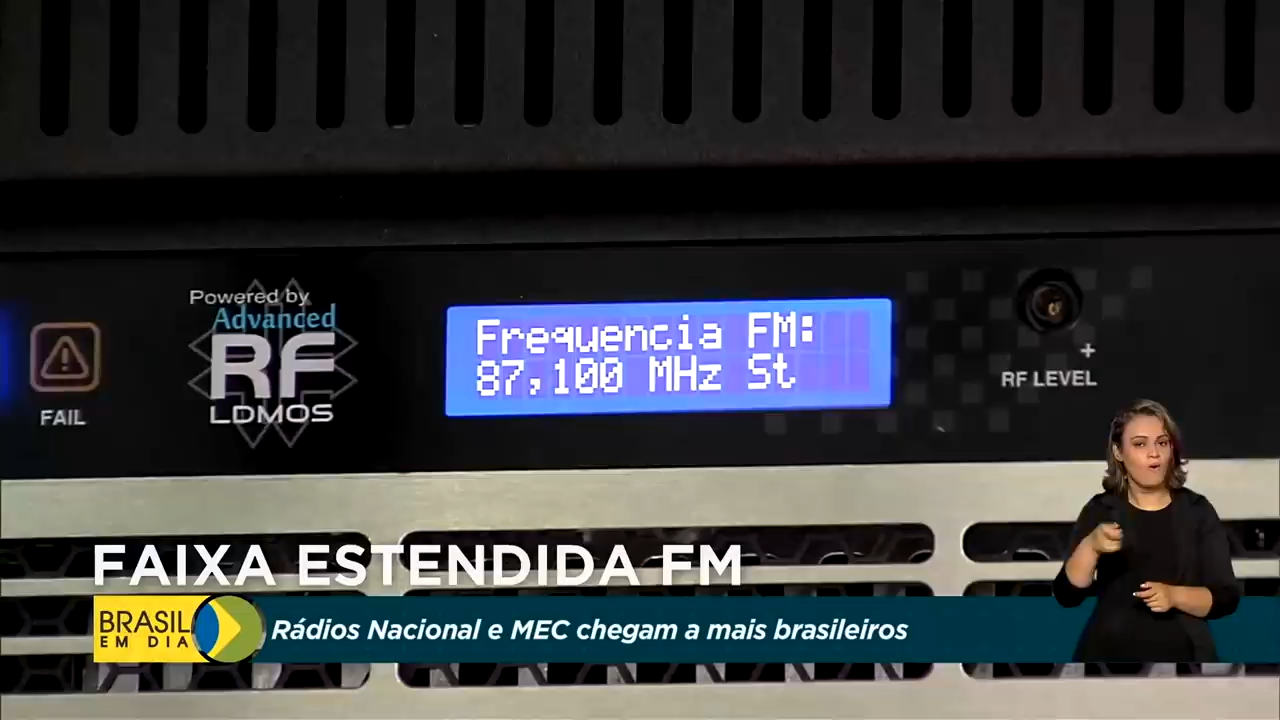 Powered by
Advanced
RF
LDMOS
FAIL
Frequencia FM:
87,100 MHz St
+
RF LEVEL
FAIXA ESTENDIDA FM
BRASIL
EM DIA
Rádios Nacional e MEC chegam a mais brasileiros